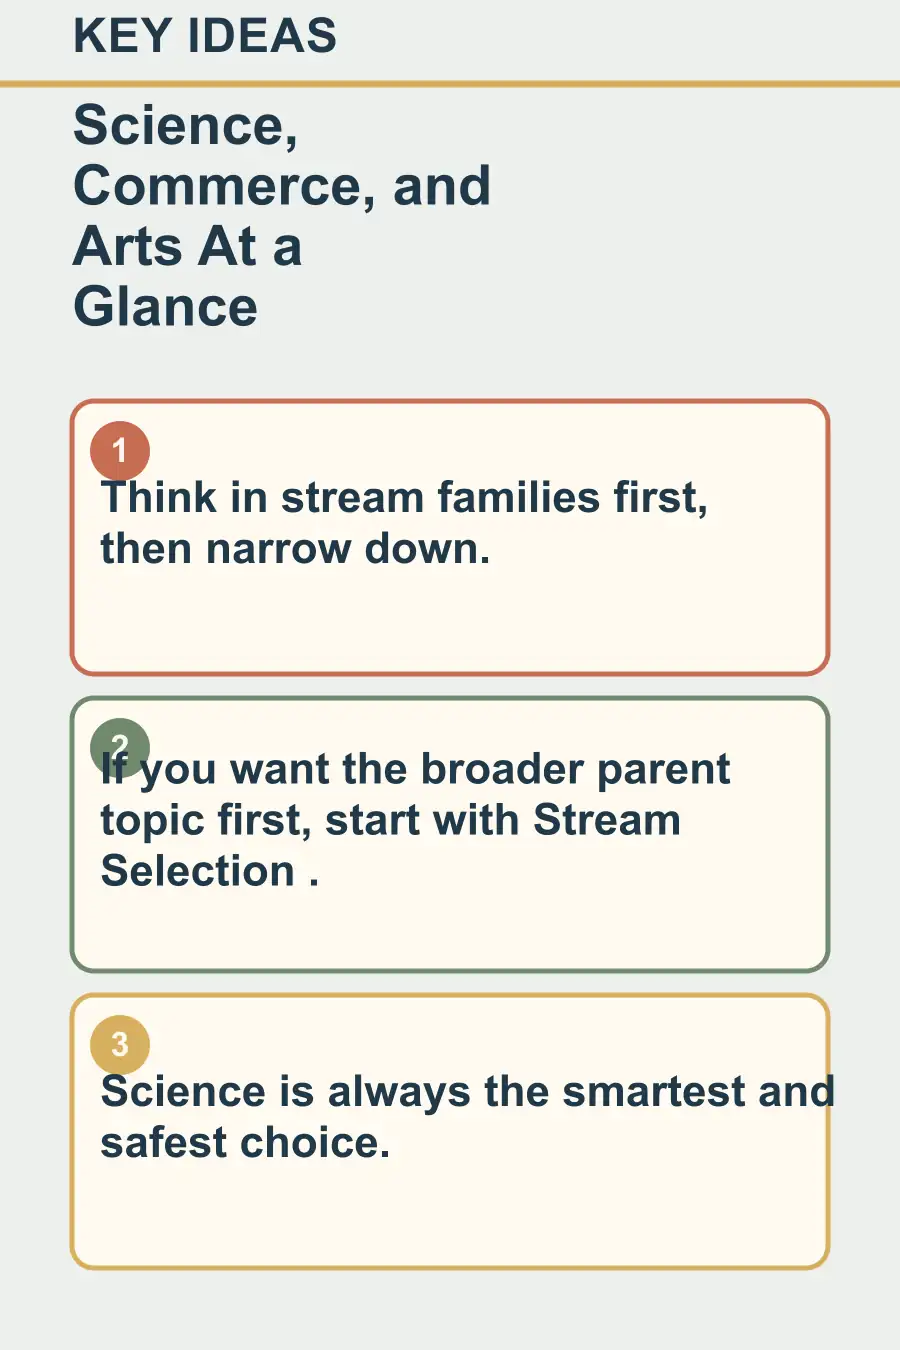 KEY IDEAS
Science,
Commerce, and
Arts At a
Glance
1
Think in stream families first,
then narrow down.
2
If you want the broader parent
topic first, start with Stream
Selection .
3
Science is always the smartest and
safest choice.